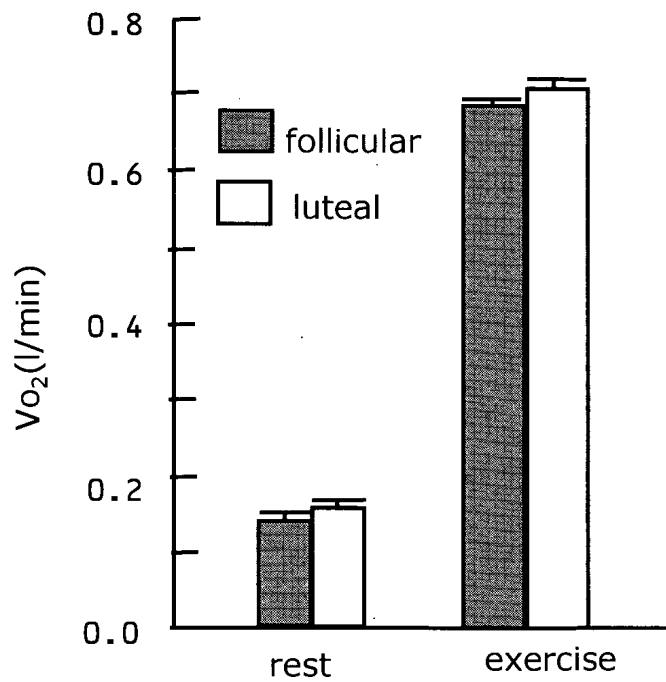 0.8
0.6
0.4
0.2
0.0
Vo₂(l/min)
follicular
luteal
rest
exercise